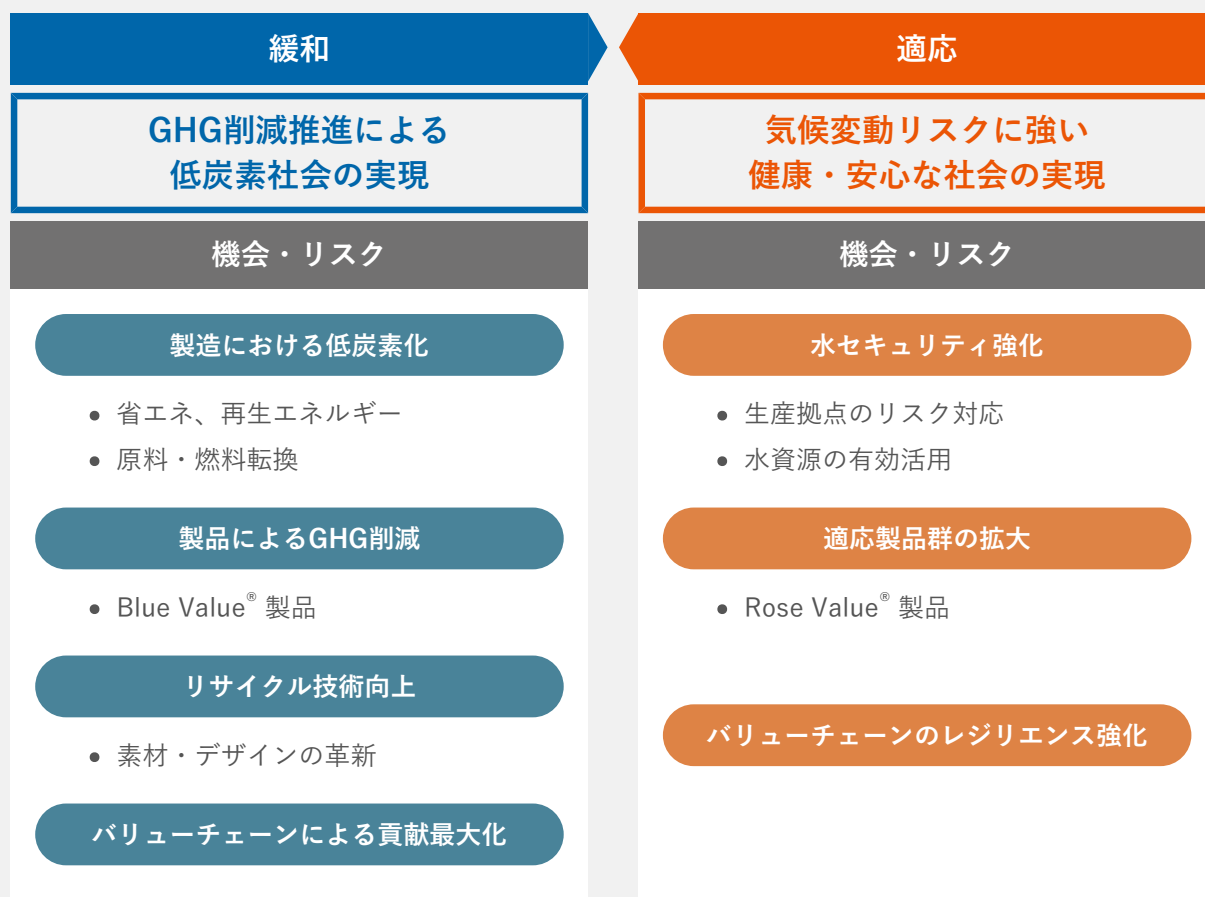 緩和
GHG削減推進による
低炭素社会の実現
機会・リスク
製造における低炭素化
● 省エネ、再生エネルギー
● 原料・燃料転換
製品によるGHG削減
● Blue Value® 製品
リサイクル技術向上
● 素材・デザインの革新
バリューチェーンによる貢献最大化
適応
気候変動リスクに強い
健康・安心な社会の実現
機会・リスク
水セキュリティ強化
● 生産拠点のリスク対応
● 水資源の有効活用
適応製品群の拡大
● Rose Value® 製品
バリューチェーンのレジリエンス強化